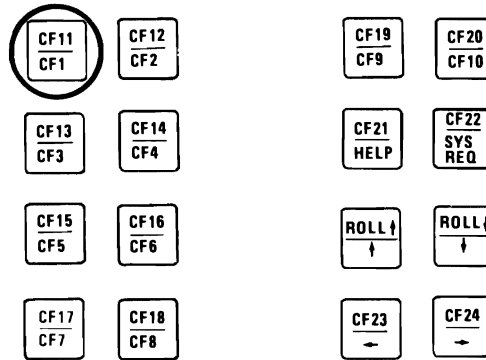 CF11
CF1
CF12
CF2
CF19
CF9
CF20
CF10
CF13
CF3
CF14
CF4
CF21
HELP
CF22
SYS
REQ
CF15
CF5
CF16
CF6
ROLL↑
↑
ROLL
↓
CF17
CF7
CF18
CF8
CF23
←
CF24
→